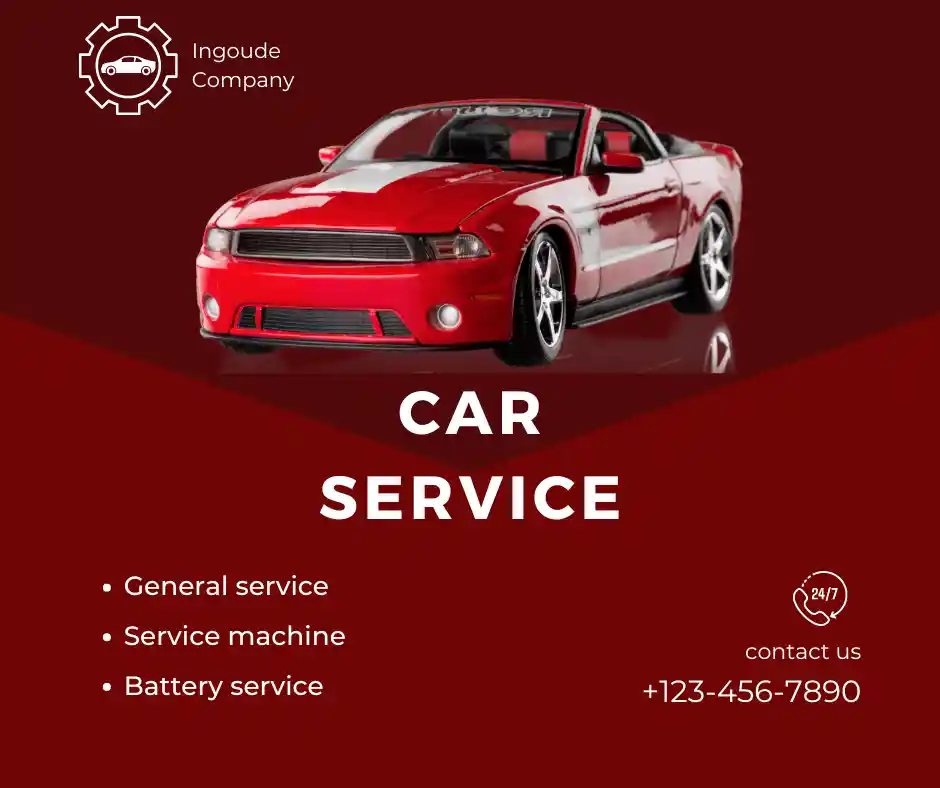 Ingoude
Company
CAR
SERVICE
• General service
• Service machine
• Battery service
24/7
contact us
+123-456-7890